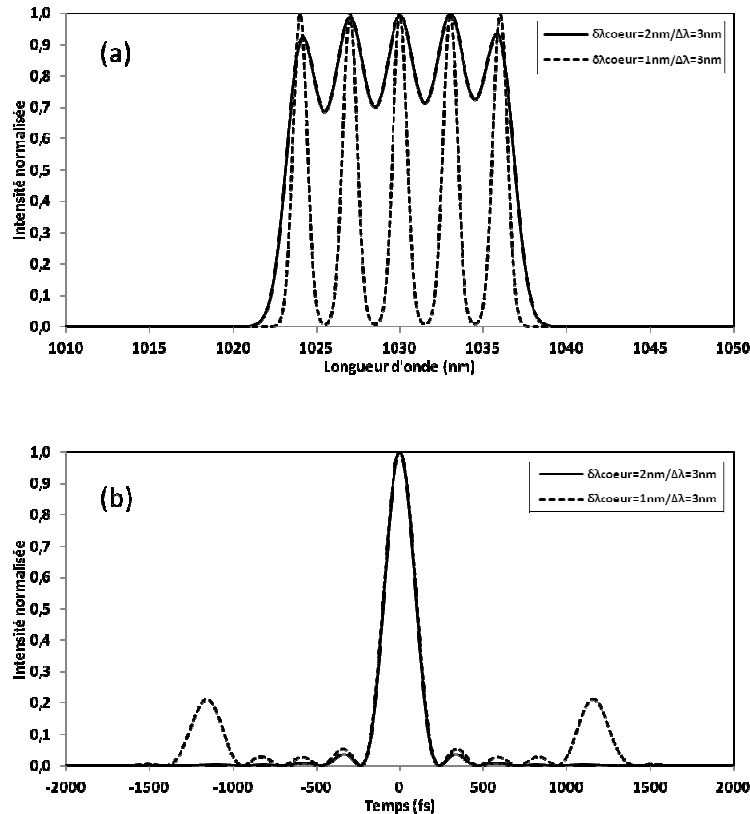 (a)
δλcoeur=2nm/Δλ=3nm
δλcoeur=1nm/Δλ=3nm
Intensité normalisée
1,0
0,9
0,8
0,7
0,6
0,5
0,4
0,3
0,2
0,1
0,0
1010 1015 1020 1025 1030 1035 1040 1045 1050
Longueur d'onde (nm)
(b)
δλcoeur=2nm/Δλ=3nm
δλcoeur=1nm/Δλ=3nm
Intensité normalisée
1,0
0,9
0,8
0,7
0,6
0,5
0,4
0,3
0,2
0,1
0,0
-2000 -1500 -1000 -500 0 500 1000 1500 2000
Temps (fs)